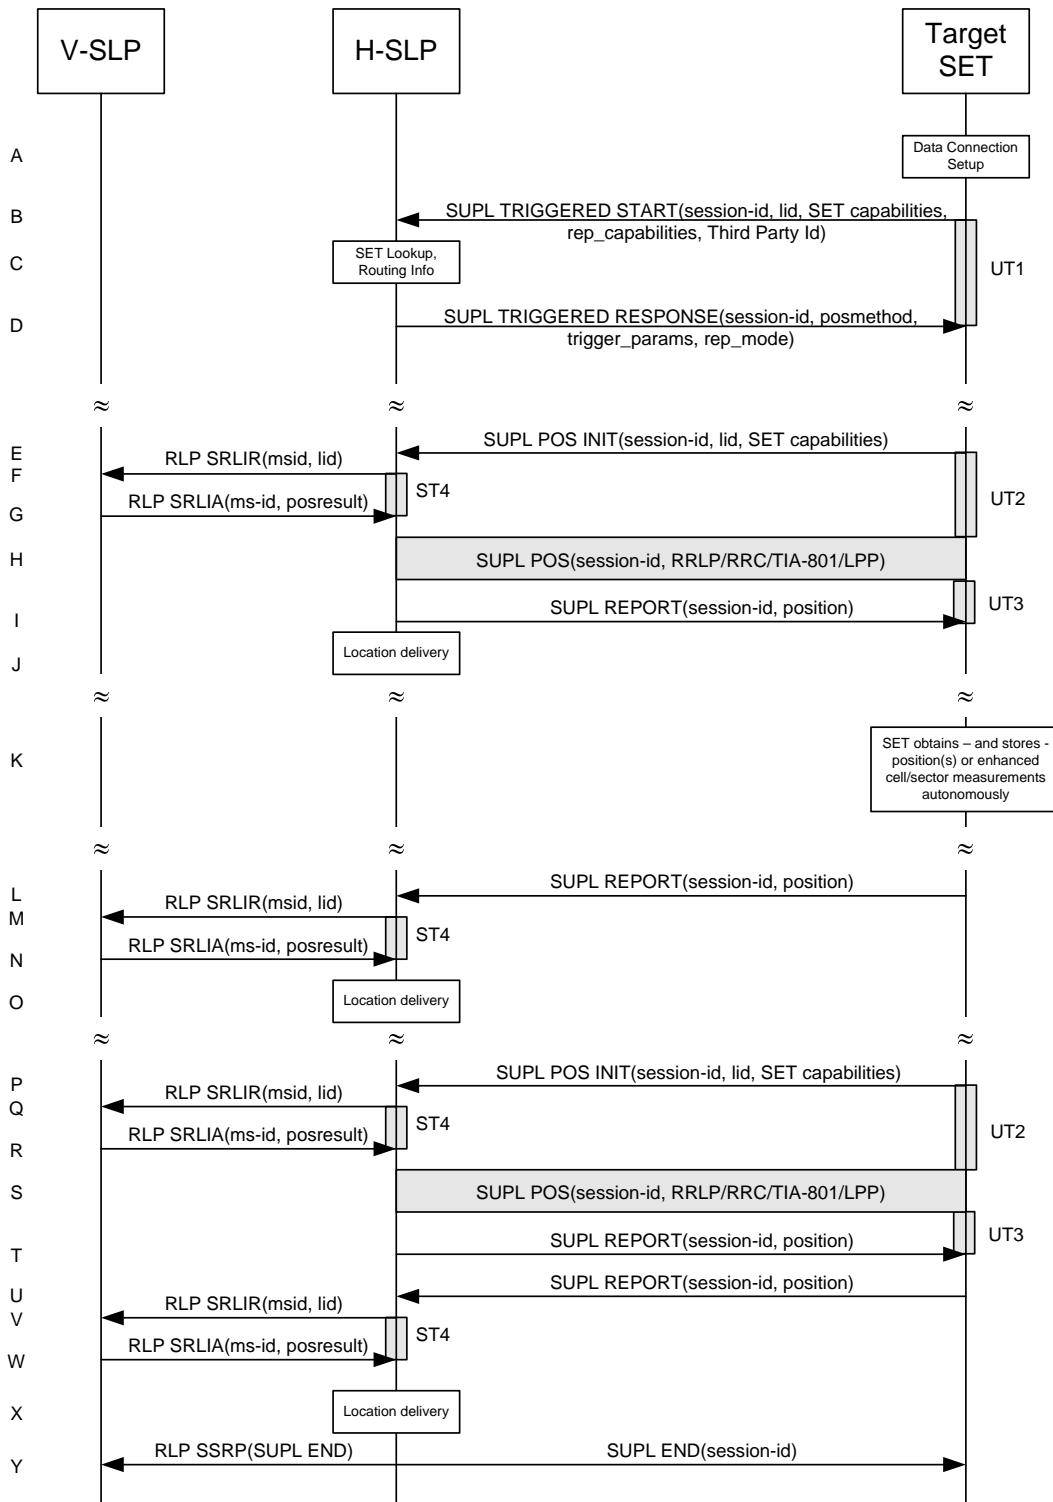 V-SLP
H-SLP
Target
SET
A
Data Connection
Setup
B
SUPL TRIGGERED START(session-id, lid, SET capabilities,
rep_capabilities, Third Party Id)
C
SET Lookup,
Routing Info
UT1
D
SUPL TRIGGERED RESPONSE(session-id, posmethod,
trigger_params, rep_mode)
≈ ≈ ≈
E
SUPL POS INIT(session-id, lid, SET capabilities)
F
RLP SRLIR(msid, lid)
ST4
UT2
G
RLP SRLIA(ms-id, posresult)
H
SUPL POS(session-id, RRLP/RRC/TIA-801/LPP)
UT3
I
SUPL REPORT(session-id, position)
J
Location delivery
≈ ≈ ≈
K
SET obtains – and stores -
position(s) or enhanced
cell/sector measurements
autonomously
≈ ≈ ≈
L
SUPL REPORT(session-id, position)
M
RLP SRLIR(msid, lid)
ST4
N
RLP SRLIA(ms-id, posresult)
O
Location delivery
≈ ≈ ≈
P
SUPL POS INIT(session-id, lid, SET capabilities)
Q
RLP SRLIR(msid, lid)
ST4
UT2
R
RLP SRLIA(ms-id, posresult)
S
SUPL POS(session-id, RRLP/RRC/TIA-801/LPP)
UT3
T
SUPL REPORT(session-id, position)
U
SUPL REPORT(session-id, position)
V
RLP SRLIR(msid, lid)
ST4
W
RLP SRLIA(ms-id, posresult)
X
Location delivery
Y
RLP SSRP(SUPL END)
SUPL END(session-id)